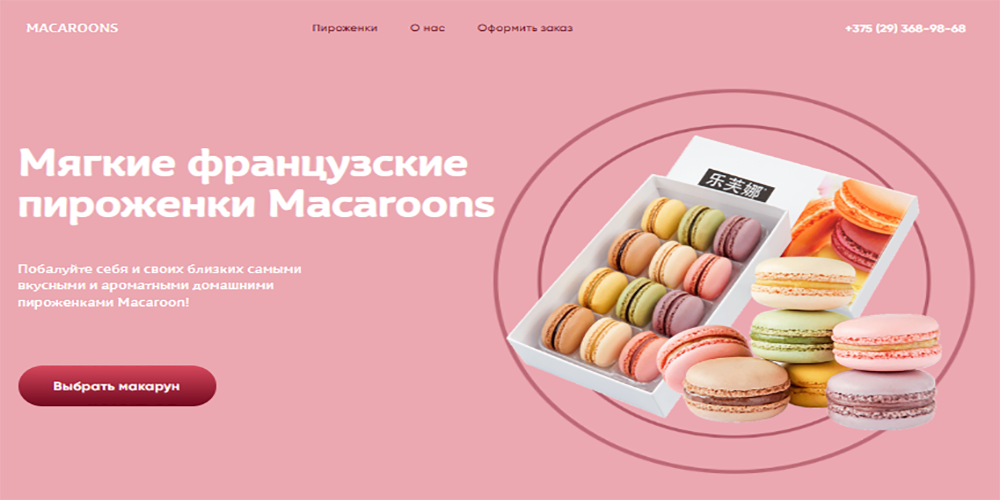 MACAROONS
Пироженки
О нас
Оформить заказ
+375 (29) 368-98-68
Мягкие французские
пироженки Macaroons
Побалуйте себя и своих близких самыми
вкусными и ароматными домашними
пироженками Macaroon!
Выбрать макарун
乐芙娜